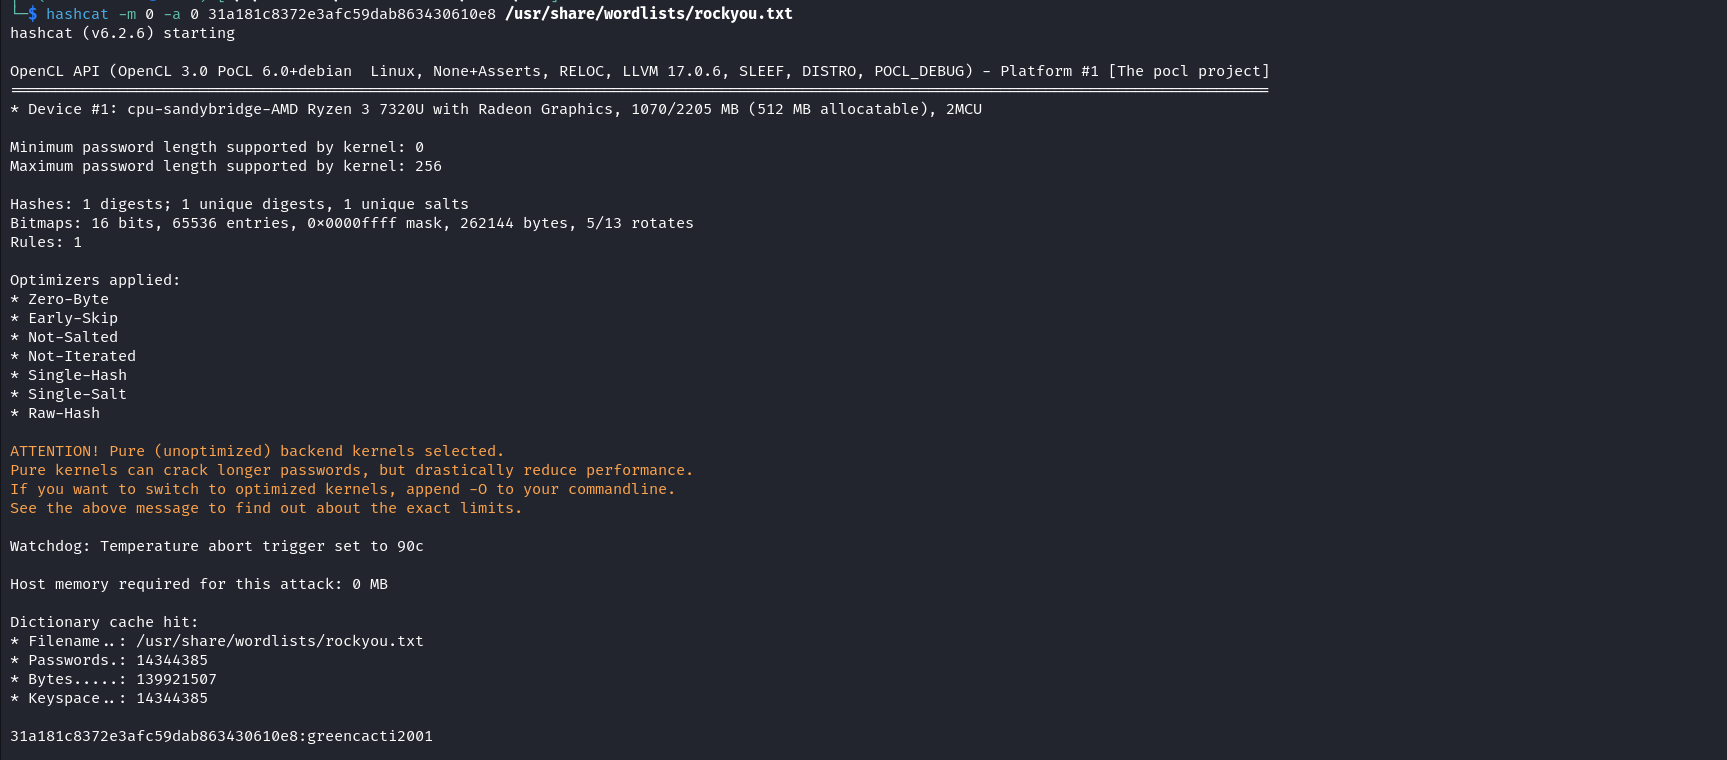 └─$ hashcat -m 0 -a 0 31a181c8372e3afc59dab863430610e8 /usr/share/wordlists/rockyou.txt
hashcat (v6.2.6) starting
OpenCL API (OpenCL 3.0 PoCL 6.0+debian  Linux, None+Asserts, RELOC, LLVM 17.0.6, SLEEF, DISTRO, POCL_DEBUG) - Platform #1 [The pocl project]
============================================================================================================================================
* Device #1: cpu-sandybridge-AMD Ryzen 3 7320U with Radeon Graphics, 1070/2205 MB (512 MB allocatable), 2MCU
Minimum password length supported by kernel: 0
Maximum password length supported by kernel: 256
Hashes: 1 digests; 1 unique digests, 1 unique salts
Bitmaps: 16 bits, 65536 entries, 0x0000ffff mask, 262144 bytes, 5/13 rotates
Rules: 1
Optimizers applied:
* Zero-Byte
* Early-Skip
* Not-Salted
* Not-Iterated
* Single-Hash
* Single-Salt
* Raw-Hash
ATTENTION! Pure (unoptimized) backend kernels selected.
Pure kernels can crack longer passwords, but drastically reduce performance.
If you want to switch to optimized kernels, append -O to your commandline.
See the above message to find out about the exact limits.
Watchdog: Temperature abort trigger set to 90c
Host memory required for this attack: 0 MB
Dictionary cache hit:
* Filename..: /usr/share/wordlists/rockyou.txt
* Passwords.: 14344385
* Bytes.....: 139921507
* Keyspace..: 14344385
31a181c8372e3afc59dab863430610e8:greencacti2001